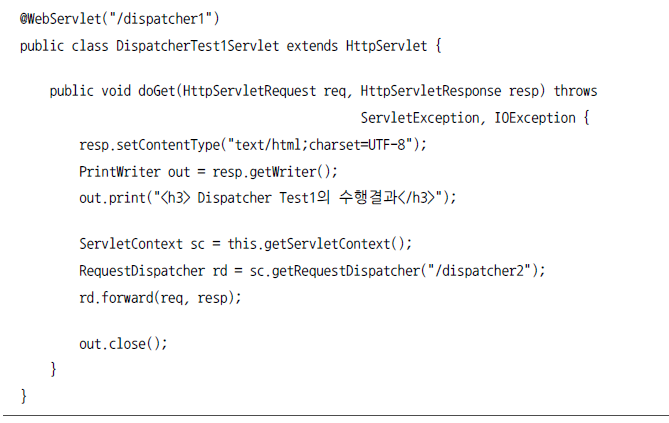 @WebServlet("/dispatcher1")
public class DispatcherTest1Servlet extends HttpServlet {
public void doGet(HttpServletRequest req, HttpServletResponse resp) throws
ServletException, IOException {
resp.setContentType("text/html;charset=UTF-8");
PrintWriter out = resp.getWriter();
out.print("<h3> Dispatcher Test1의 수행결과</h3>");
ServletContext sc = this.getServletContext();
RequestDispatcher rd = sc.getRequestDispatcher("/dispatcher2");
rd.forward(req, resp);
out.close();
}
}